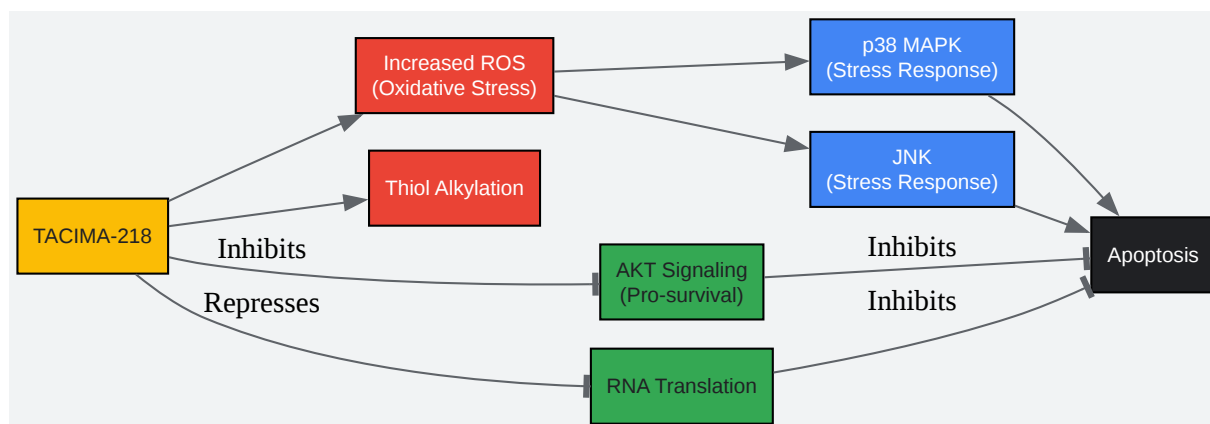 Increased ROS
(Oxidative Stress)
p38 MAPK
(Stress Response)
JNK
(Stress Response)
Thiol Alkylation
TACIMA-218
Inhibits
Represses
AKT Signaling
(Pro-survival)
RNA Translation
Inhibits
Inhibits
Apoptosis